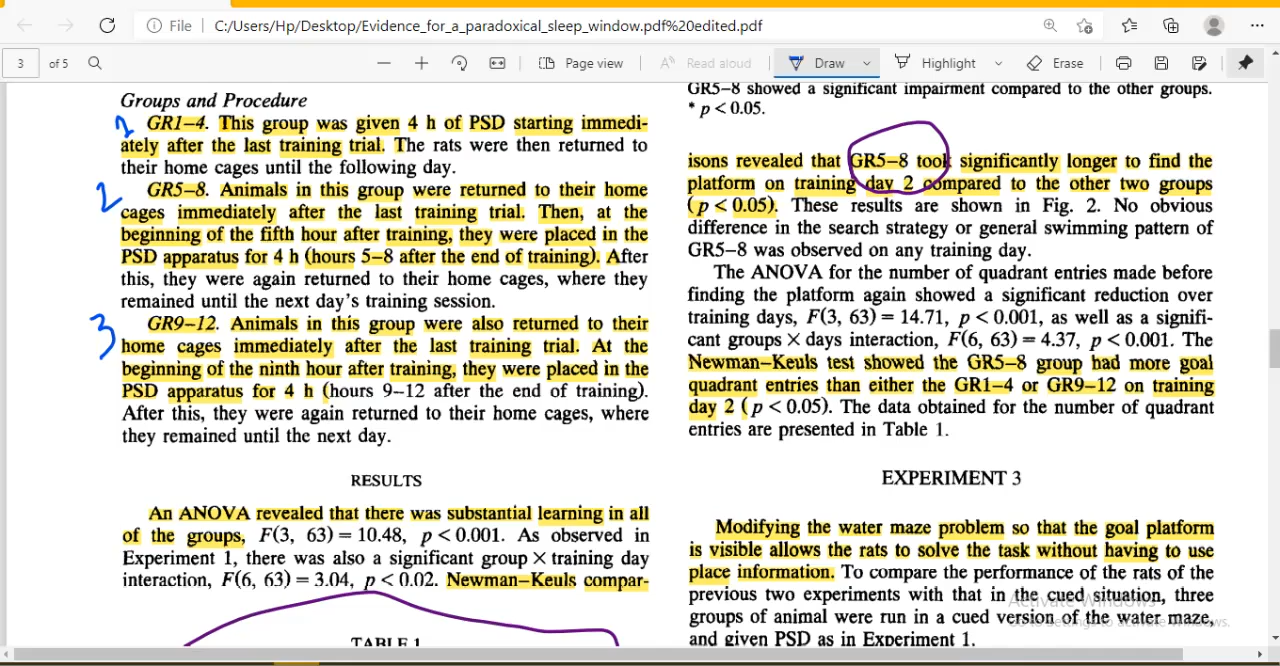 File
C:/Users/Hp/Desktop/Evidence_for_a_paradoxical_sleep_window.pdf%20edited.pdf
3 of 5
Page view
Read aloud
Draw
Highlight
Erase
Groups and Procedure
GR1–4. This group was given 4 h of PSD starting immedi-
ately after the last training trial. The rats were then returned to
their home cages until the following day.
2
GR5–8. Animals in this group were returned to their home
cages immediately after the last training trial. Then, at the
beginning of the fifth hour after training, they were placed in the
PSD apparatus for 4 h (hours 5–8 after the end of training). After
this, they were again returned to their home cages, where they
remained until the next day's training session.
3
GR9–12. Animals in this group were also returned to their
home cages immediately after the last training trial. At the
beginning of the ninth hour after training, they were placed in the
PSD apparatus for 4 h (hours 9–12 after the end of training).
After this, they were again returned to their home cages, where
they remained until the next day.
RESULTS
An ANOVA revealed that there was substantial learning in all
of the groups, F(3, 63) = 10.48, p < 0.001. As observed in
Experiment 1, there was also a significant group × training day
interaction, F(6, 63) = 3.04, p < 0.02. Newman–Keuls compar-
TABLE 1
GR5–8 showed a significant impairment compared to the other groups.
* p < 0.05.
isons revealed that GR5–8 took significantly longer to find the
platform on training day 2 compared to the other two groups
(p < 0.05). These results are shown in Fig. 2. No obvious
difference in the search strategy or general swimming pattern of
GR5–8 was observed on any training day.
The ANOVA for the number of quadrant entries made before
finding the platform again showed a significant reduction over
training days, F(3, 63) = 14.71, p < 0.001, as well as a signifi-
cant groups × days interaction, F(6, 63) = 4.37, p < 0.001. The
Newman–Keuls test showed the GR5–8 group had more goal
quadrant entries than either the GR1–4 or GR9–12 on training
day 2 (p < 0.05). The data obtained for the number of quadrant
entries are presented in Table 1.
EXPERIMENT 3
Modifying the water maze problem so that the goal platform
is visible allows the rats to solve the task without having to use
place information. To compare the performance of the rats of the
previous two experiments with that in the cued situation, three
groups of animal were run in a cued version of the water maze,
and given PSD as in Experiment 1.
Activate Windows
Go to Settings to activate Windows.